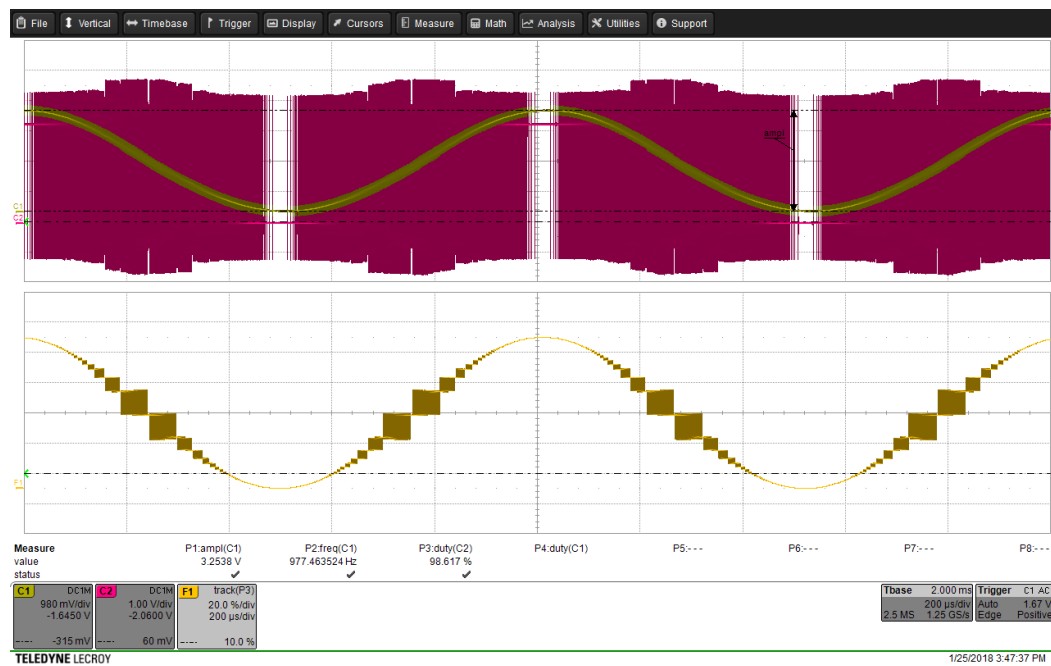 File Vertical Timebase Trigger Display Cursors Measure Math Analysis Utilities Support
ampl
C1
C2
F1
Measure P1:ampl(C1) P2:freq(C1) P3:duty(C2) P4:duty(C1) P5:- - - P6:- - - P7:- - - P8:- - -
value 3.2538 V 977.463524 Hz 98.617 %
status
C1 DC1M C2 DC1M F1 track(P3) Tbase 2.000 ms Trigger C1 AC
980 mV/div 1.00 V/div 20.0 %/div 200 µs/div Auto 1.67 V
-1.6450 V -2.0600 V 200 µs/div 2.5 MS 1.25 GS/s Edge Positive
-315 mV 60 mV 10.0 %
TELEDYNE LECROY 1/25/2018 3:47:37 PM